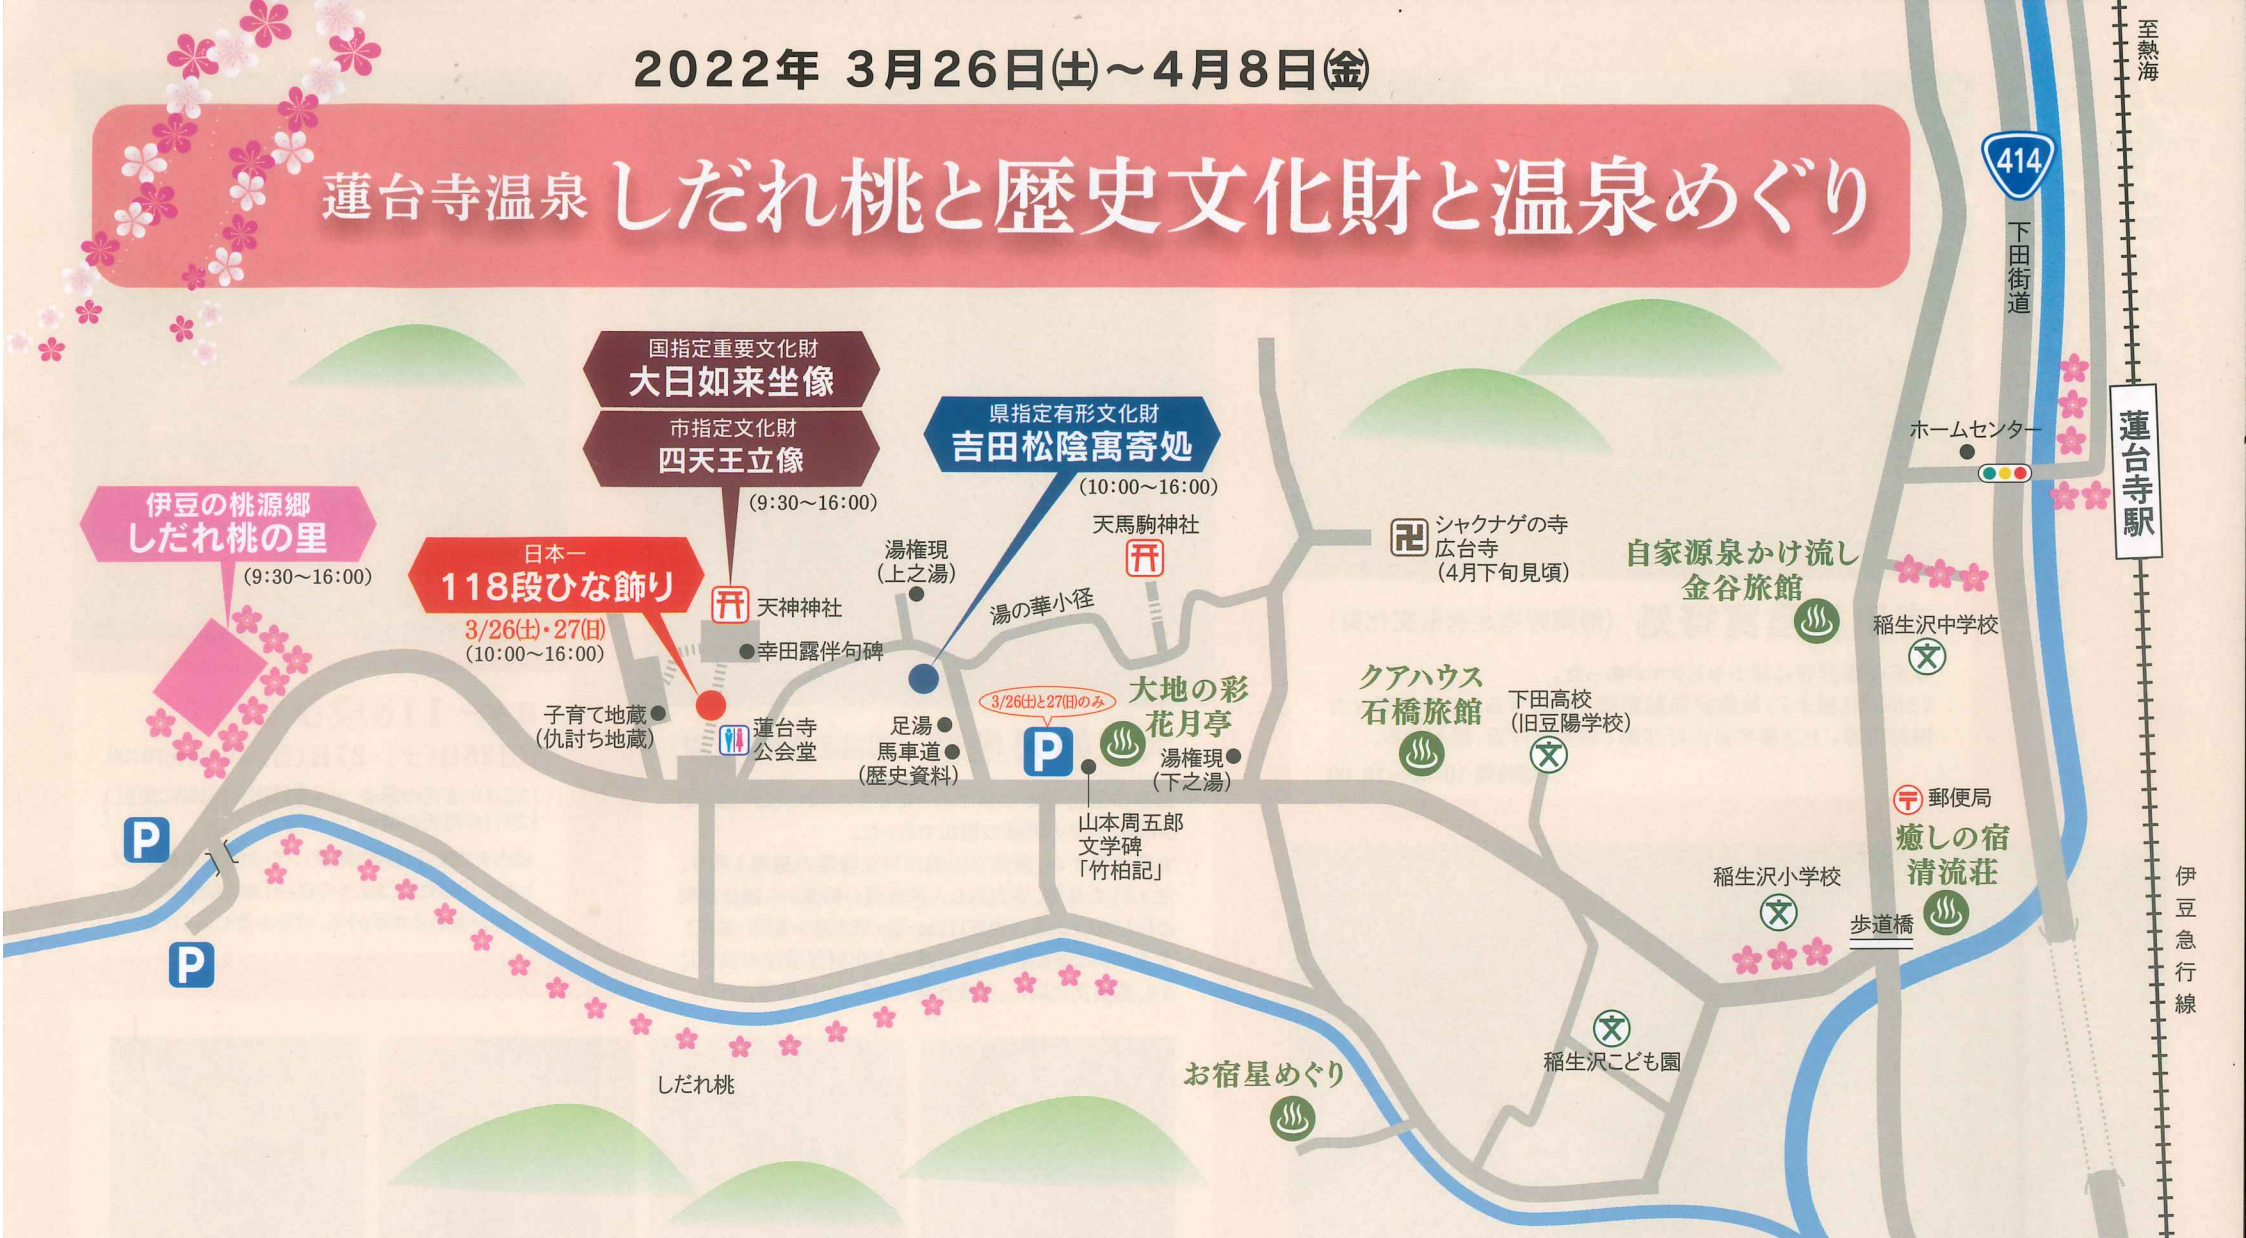 2022年 3月26日(土)～4月8日(金)
蓮台寺温泉 しだれ桃と歴史文化財と温泉めぐり
至熱海
414
下田街道
国指定重要文化財
大日如来坐像
市指定文化財
四天王立像
(9:30～16:00)
県指定有形文化財
吉田松陰寓寄処
(10:00～16:00)
伊豆の桃源郷
しだれ桃の里
(9:30～16:00)
日本一
118段ひな飾り
3/26(土)・27(日)
(10:00～16:00)
天神神社
幸田露伴句碑
湯権現
(上之湯)
湯の華小径
天馬駒神社
シャクナゲの寺
広台寺
(4月下旬見頃)
ホームセンター
蓮台寺駅
自家源泉かけ流し
金谷旅館
稲生沢中学校
文
子育て地蔵
(仇討ち地蔵)
蓮台寺
公会堂
足湯
馬車道
(歴史資料)
3/26(土)と27(日)のみ
P
大地の彩
花月亭
湯権現
(下之湯)
山本周五郎
文学碑
「竹柏記」
クアハウス
石橋旅館
下田高校
(旧豆陽学校)
文
郵便局
癒しの宿
清流荘
稲生沢小学校
文
歩道橋
伊豆急行線
P
P
しだれ桃
お宿星めぐり
文
稲生沢こども園